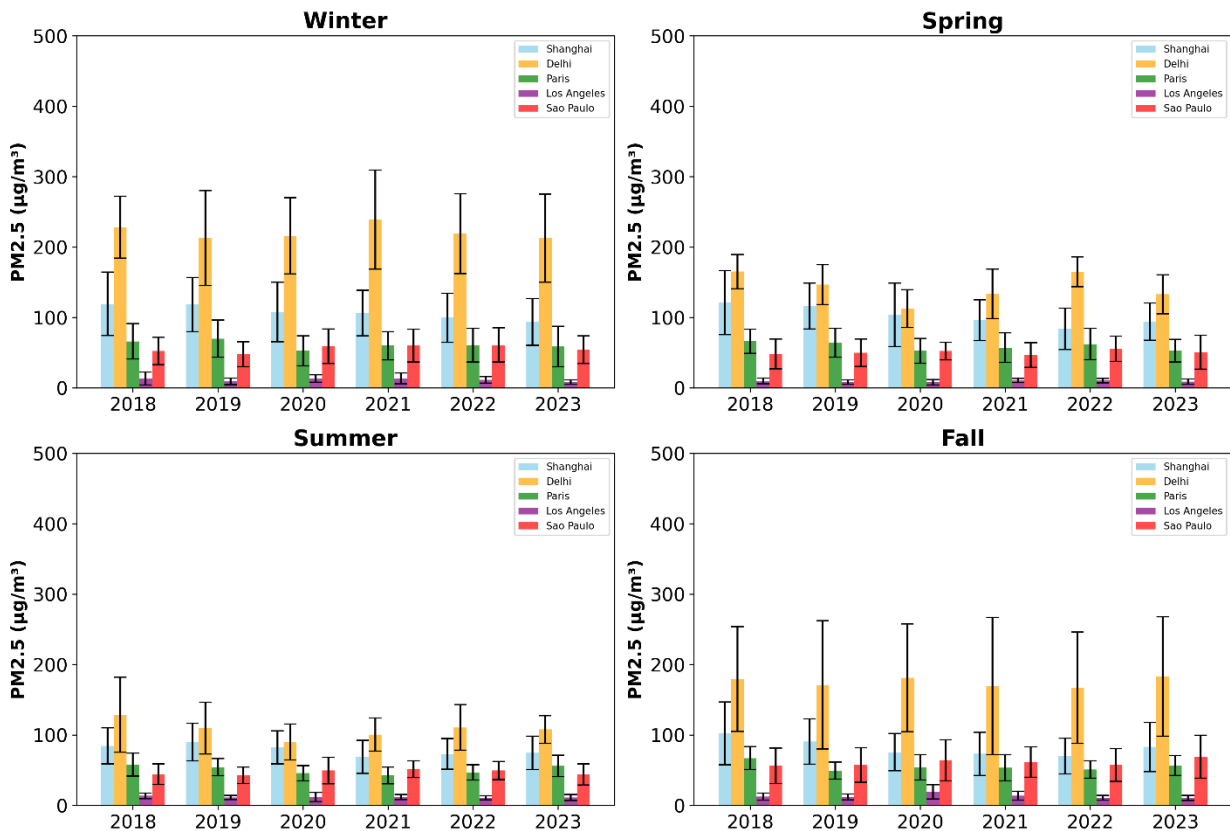 Winter
PM2.5 (μg/m³)
500
400
300
200
100
0
2018 2019 2020 2021 2022 2023
Shanghai
Delhi
Paris
Los Angeles
Sao Paulo
Spring
PM2.5 (μg/m³)
500
400
300
200
100
0
2018 2019 2020 2021 2022 2023
Shanghai
Delhi
Paris
Los Angeles
Sao Paulo
Summer
PM2.5 (μg/m³)
500
400
300
200
100
0
2018 2019 2020 2021 2022 2023
Shanghai
Delhi
Paris
Los Angeles
Sao Paulo
Fall
PM2.5 (μg/m³)
500
400
300
200
100
0
2018 2019 2020 2021 2022 2023
Shanghai
Delhi
Paris
Los Angeles
Sao Paulo